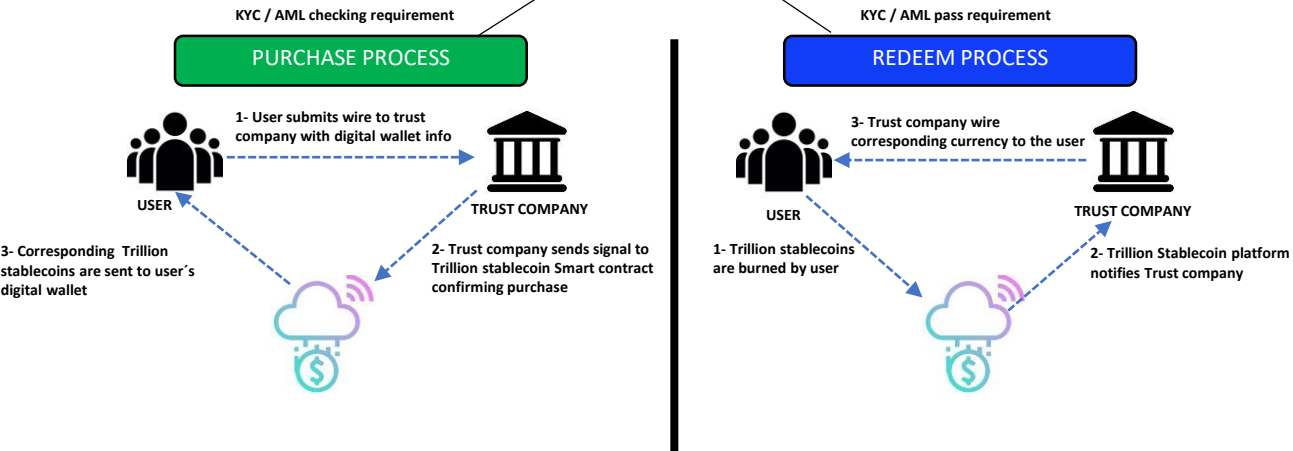 KYC / AML checking requirement
PURCHASE PROCESS
1- User submits wire to trust
company with digital wallet info
USER
TRUST COMPANY
2- Trust company sends signal to
Trillion stablecoin Smart contract
confirming purchase
3- Corresponding Trillion
stablecoins are sent to user´s
digital wallet
$
KYC / AML pass requirement
REDEEM PROCESS
3- Trust company wire
corresponding currency to the user
USER
TRUST COMPANY
1- Trillion stablecoins
are burned by user
2- Trillion Stablecoin platform
notifies Trust company
$